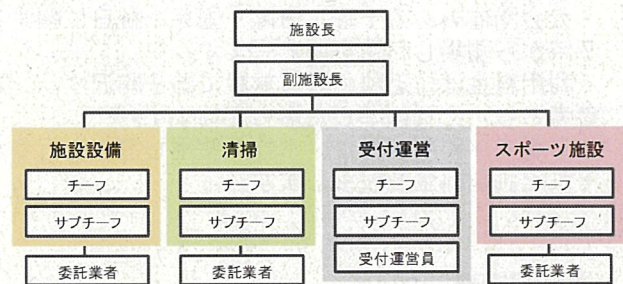 施設長
副施設長
施設設備
チーフ
サブチーフ
委託業者
清掃
チーフ
サブチーフ
委託業者
受付運営
チーフ
サブチーフ
受付運営員
スポーツ施設
チーフ
サブチーフ
委託業者